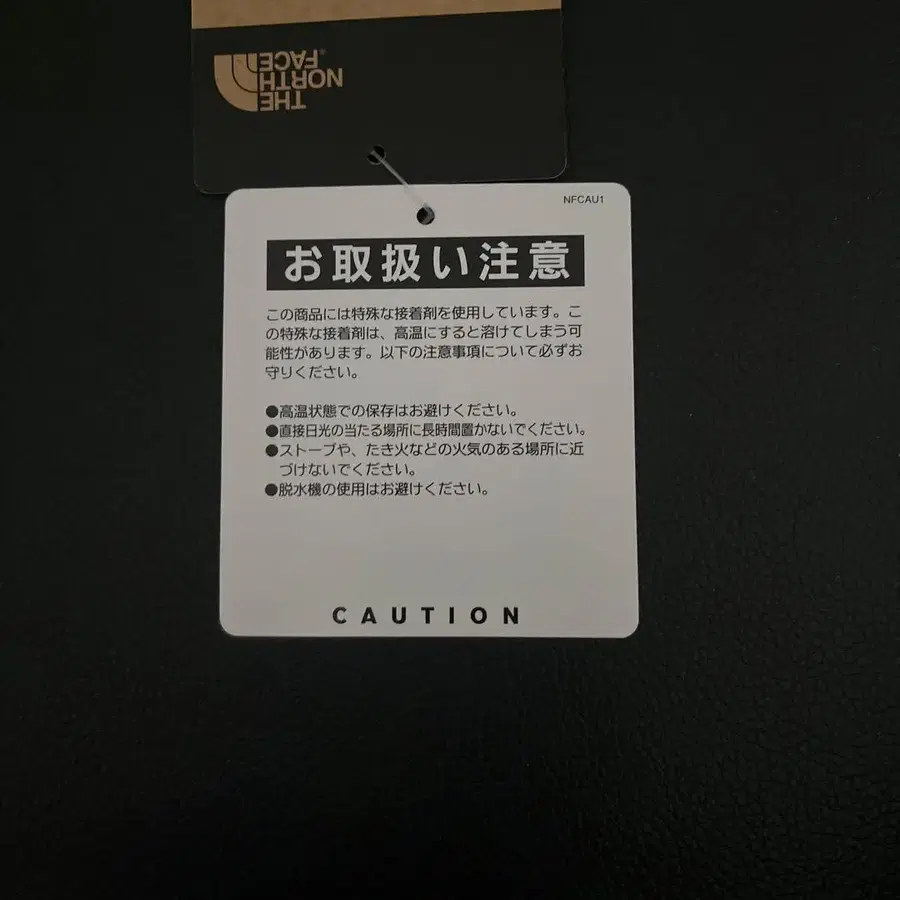 THE
NORTH
FACE®
NFCAU1
お取扱い注意
この商品には特殊な接着剤を使用しています。こ
の特殊な接着剤は、高温にすると溶けてしまう可
能性があります。以下の注意事項について必ずお
守りください。
●高温状態での保存はお避けください。
●直接日光の当たる場所に長時間置かないでください。
●ストーブや、たき火などの火気のある場所に近
づけないでください。
●脱水機の使用はお避けください。
CAUTION